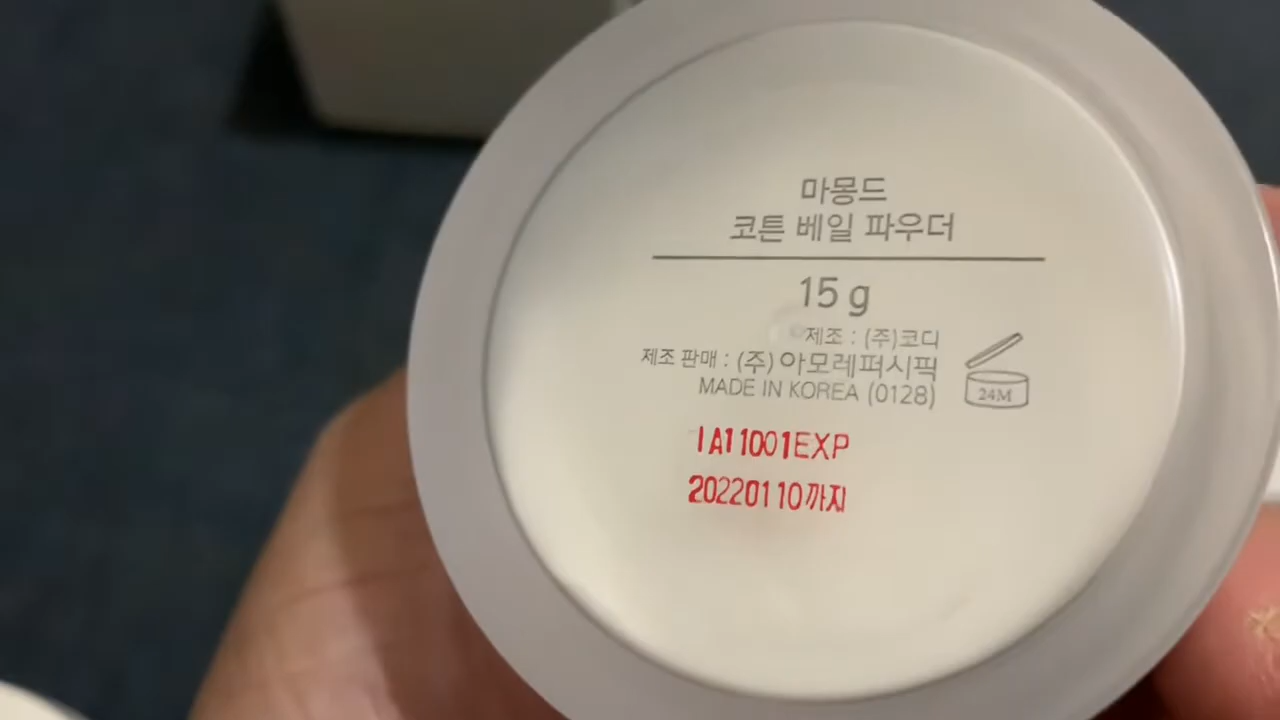 마몽드
코튼 베일 파우더
15 g
제조 : (주)코디
제조 판매 : (주)아모레퍼시픽
MADE IN KOREA (0128)
24M
IA11001EXP
20220110까지